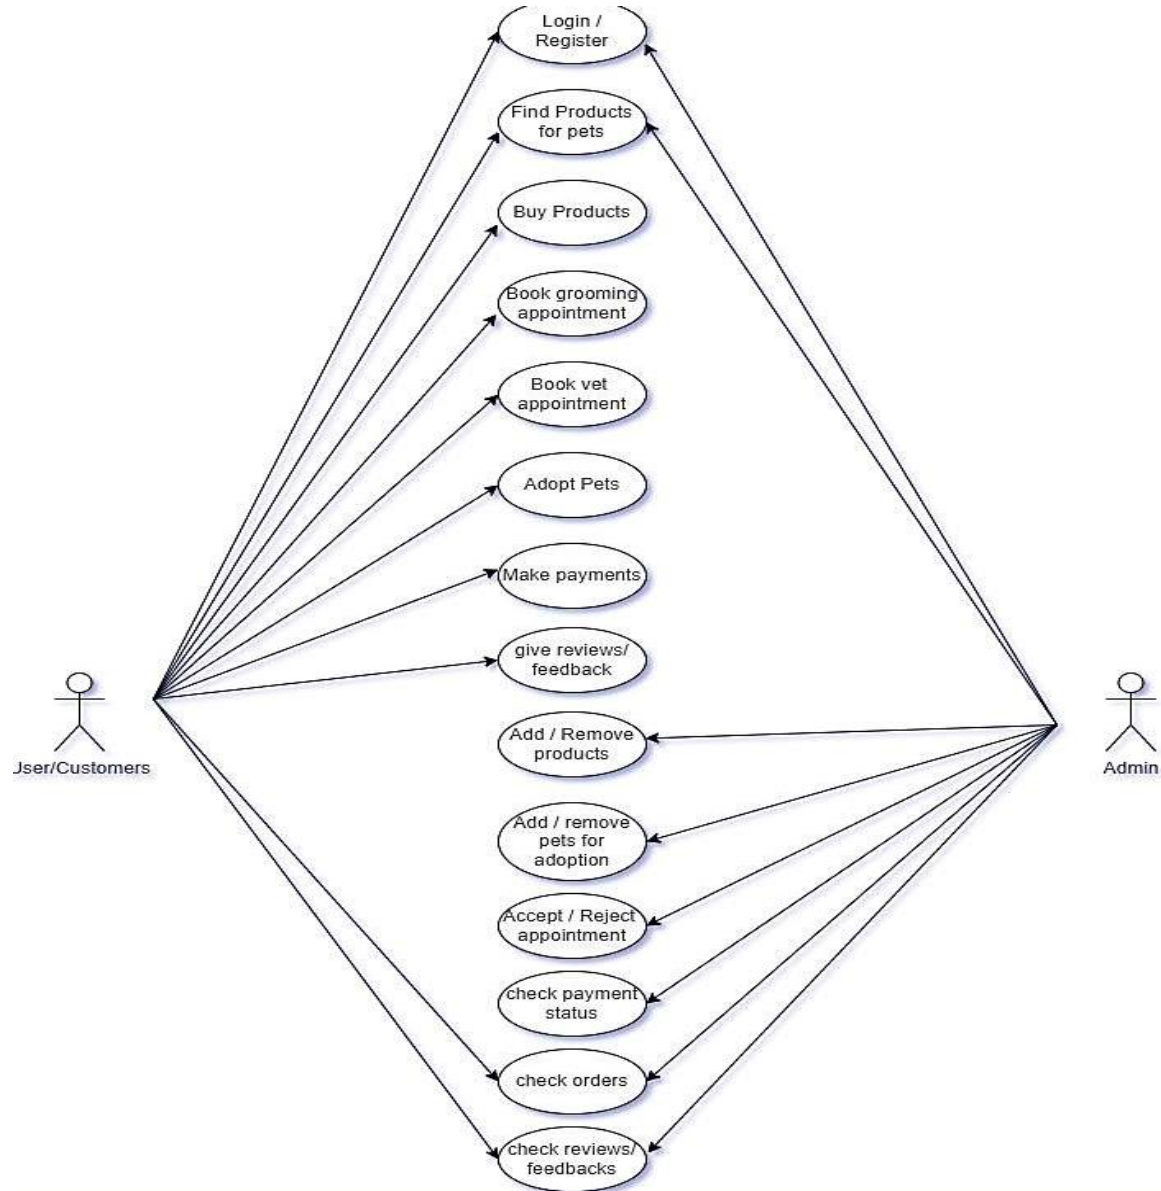 Login /
Register
Find Products
for pets
Buy Products
Book grooming
appointment
Book vet
appointment
Adopt Pets
Make payments
give reviews/
feedback
Add / Remove
products
Add / remove
pets for
adoption
Accept / Reject
appointment
check payment
status
check orders
check reviews/
feedbacks
Jser/Customers
Admin